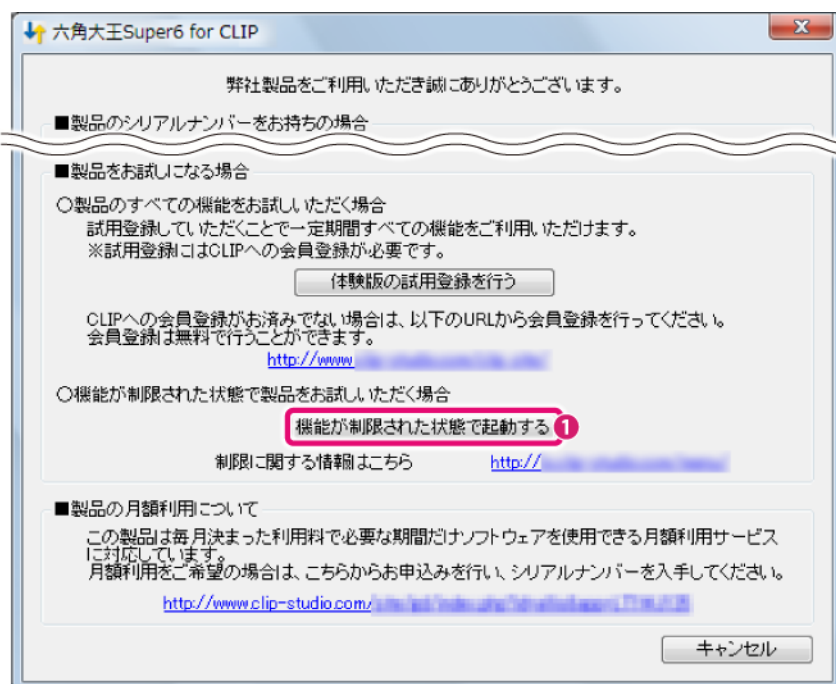 六角大王Super6 for CLIP
弊社製品をご利用いただき誠にありがとうございます。
■製品のシリアルナンバーをお持ちの場合
■製品をお試しになる場合
○製品のすべての機能をお試しいただく場合
試用登録していただくことで一定期間すべての機能をご利用いただけます。
※試用登録にはCLIPへの会員登録が必要です。
体験版の試用登録を行う
CLIPへの会員登録がお済みでない場合は、以下のURLから会員登録を行ってください。
会員登録は無料で行うことができます。
http://www.
○機能が制限された状態で製品をお試しいただく場合
機能が制限された状態で起動する 1
制限に関する情報はこちら http://
■製品の月額利用について
この製品は毎月決まった利用料で必要な期間だけソフトウェアを使用できる月額利用サービス
に対応しています。
月額利用をご希望の場合は、こちらからお申込みを行い、シリアルナンバーを入手してください。
http://www.clip-studio.com/
キャンセル